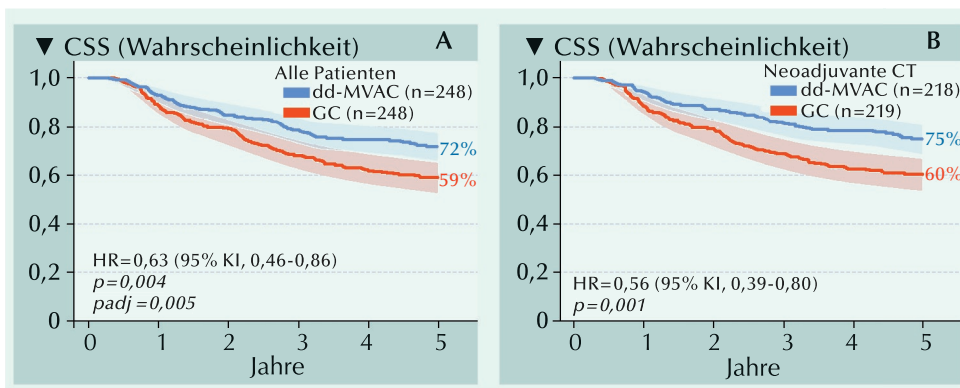 ▼ CSS (Wahrscheinlichkeit) A
Alle Patienten
dd-MVAC (n=248)
GC (n=248)
1,0
0,8
0,6
0,4
0,2
0
72%
59%
HR=0,63 (95% KI, 0,46-0,86)
p=0,004
padj =0,005
0 1 2 3 4 5
Jahre
▼ CSS (Wahrscheinlichkeit) B
Neoadjuvante CT
dd-MVAC (n=218)
GC (n=219)
1,0
0,8
0,6
0,4
0,2
0
75%
60%
HR=0,56 (95% KI, 0,39-0,80)
p=0,001
0 1 2 3 4 5
Jahre